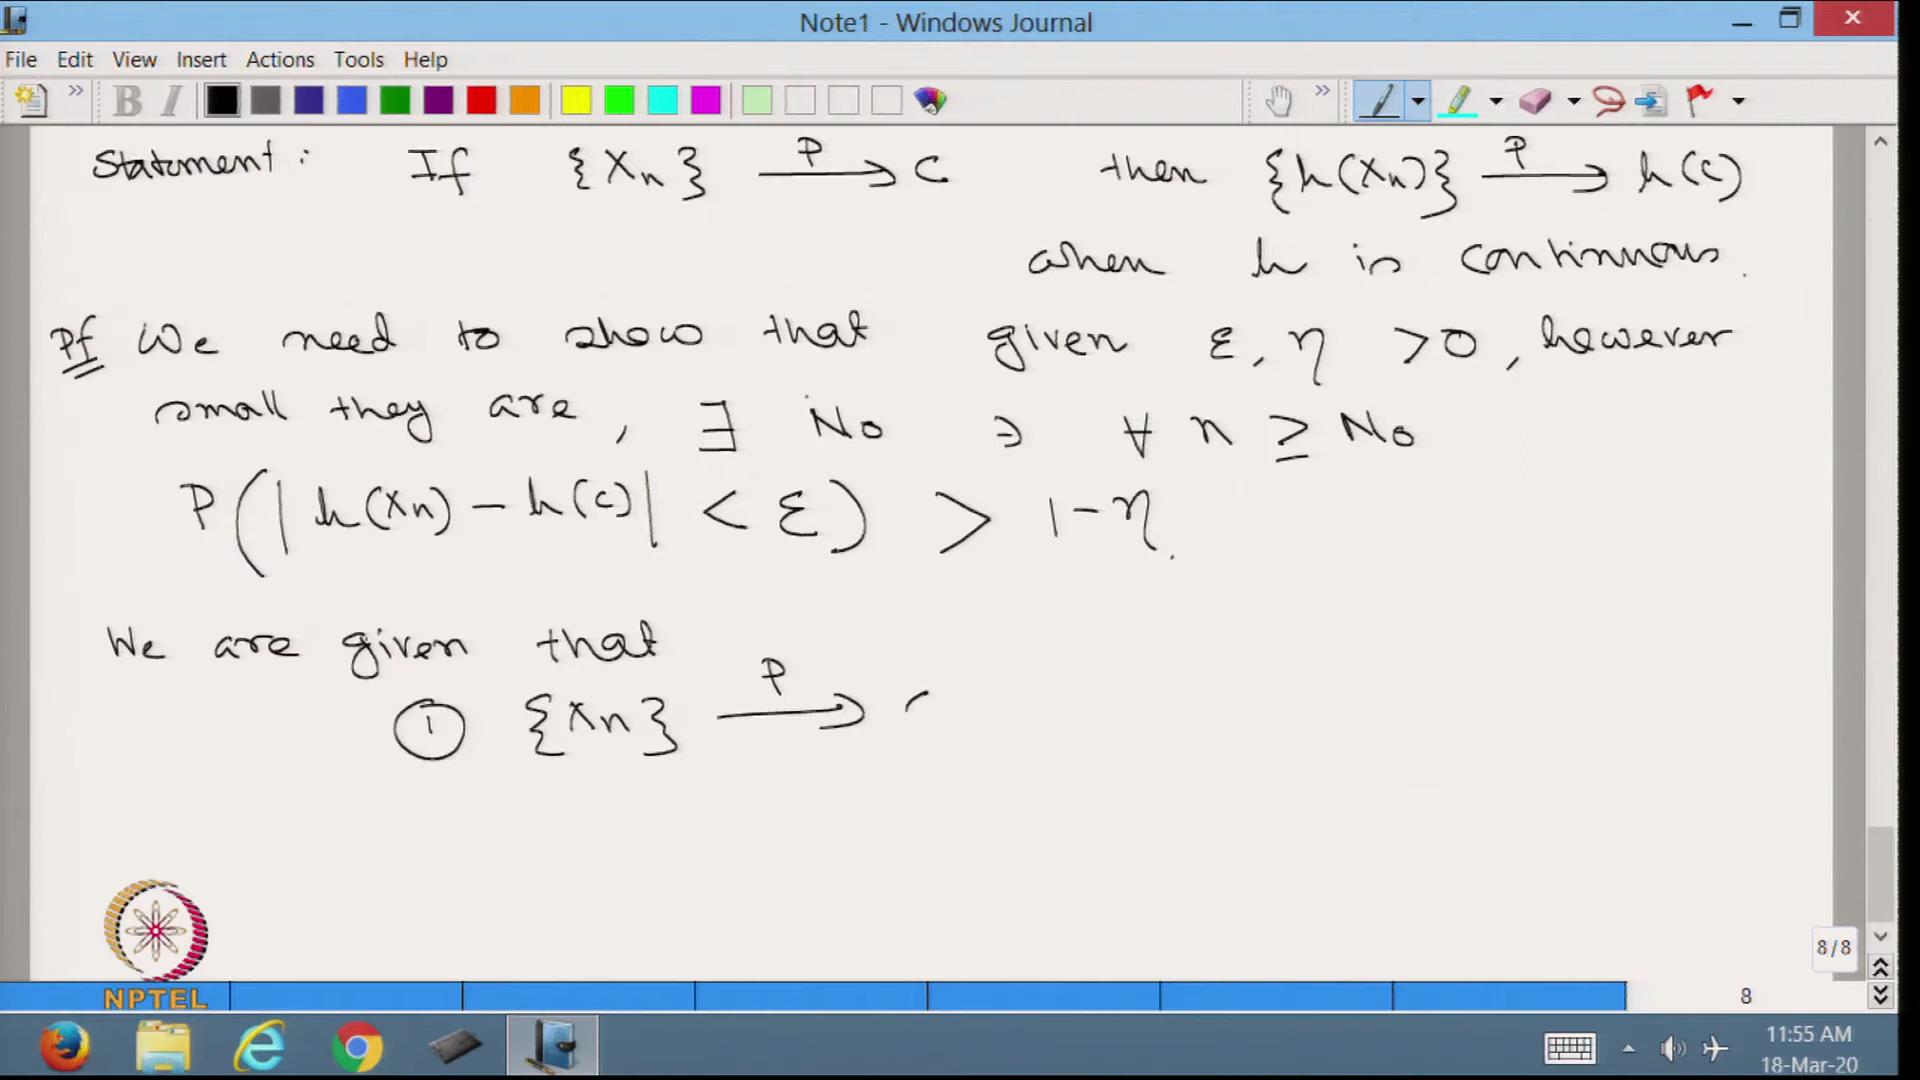 Note1 - Windows Journal
File Edit View Insert Actions Tools Help
Statement : If {Xn} P→ C then {h(Xn)} P→ h(C)
when h is continuous.
Pf We need to show that given ε, η >0, however
small they are, ∃ No ∋ ∀ n ≥ No
P(| h(Xn) - h(C)| < ε) > 1-η.
We are given that
① {Xn} P→
8/8
NPTEL
8
11:55 AM
18-Mar-20